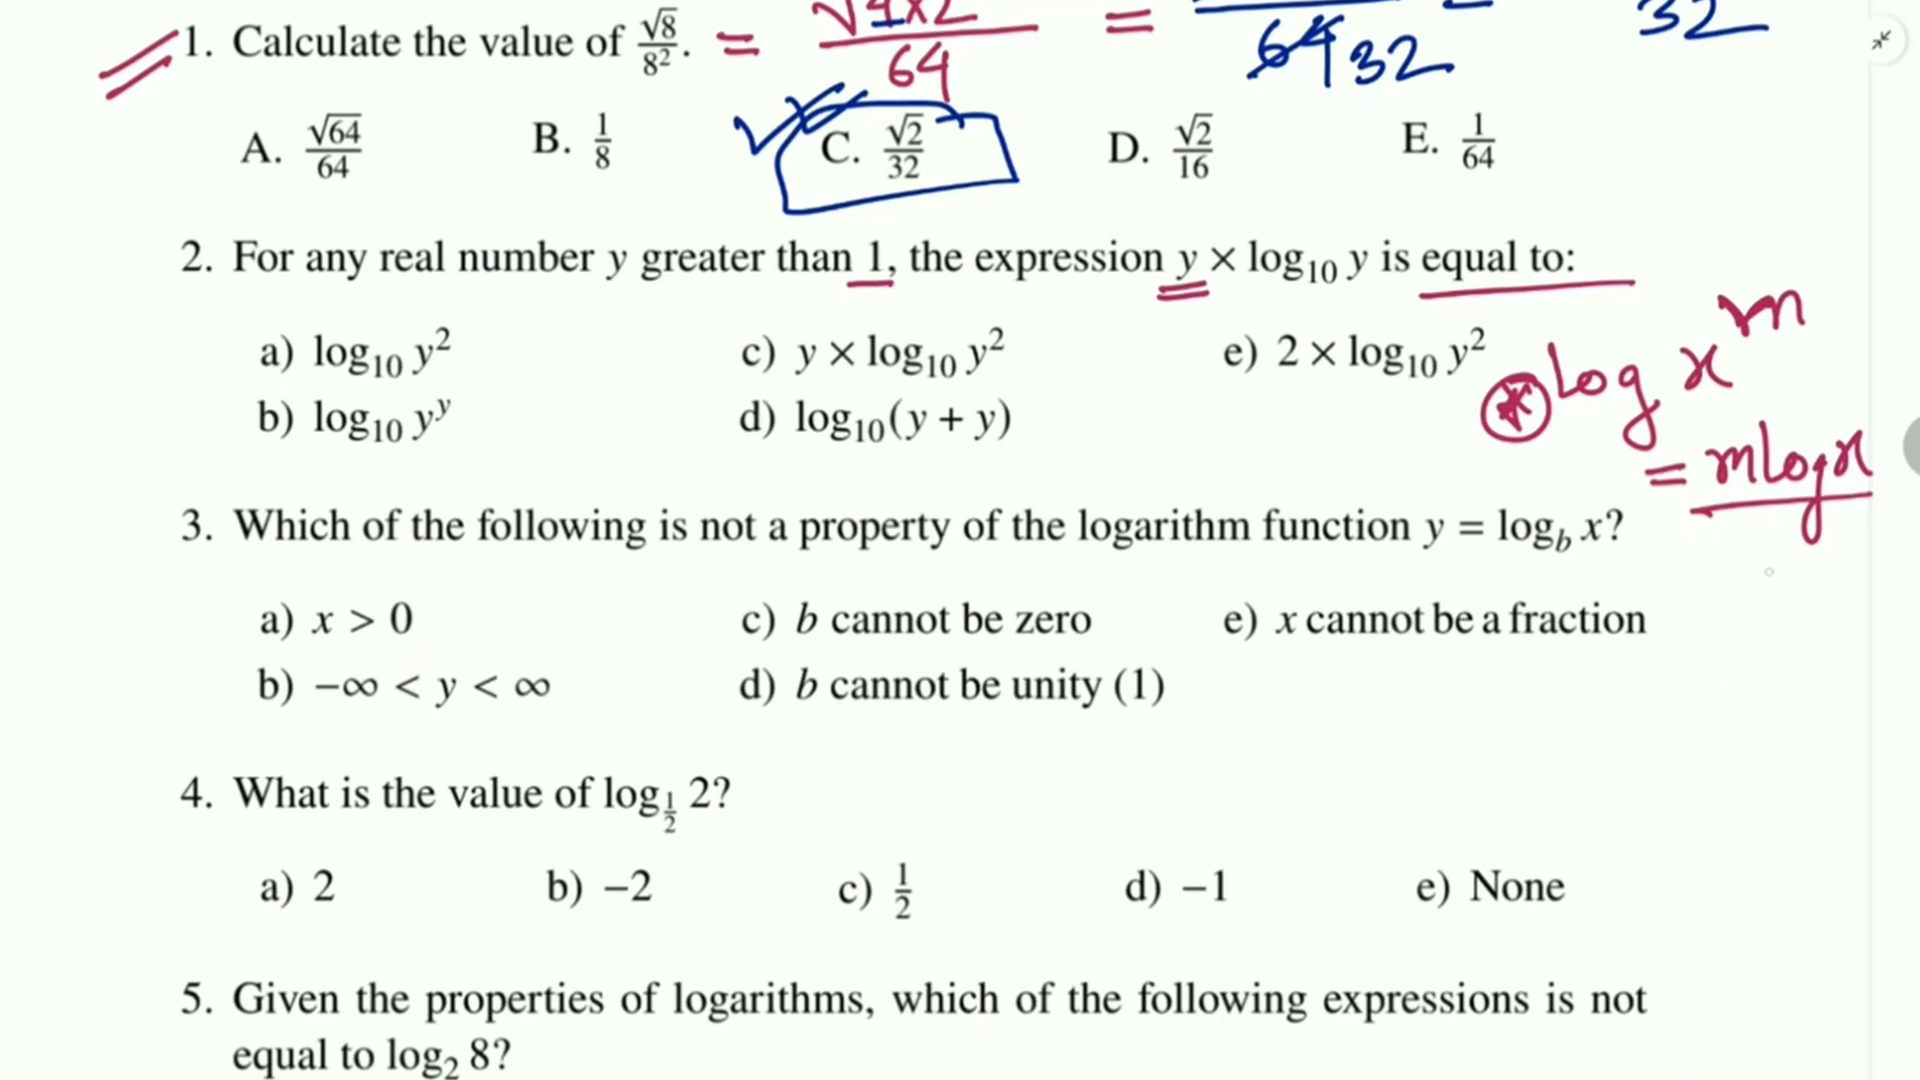 1. Calculate the value of √8/8². = √4×2/64 = 64 32 32
A. √64/64 B. 1/8 C. √2/32 D. √2/16 E. 1/64
2. For any real number y greater than 1, the expression y × log₁₀ y is equal to:
a) log₁₀ y² c) y × log₁₀ y² e) 2 × log₁₀ y²
b) log₁₀ yʸ d) log₁₀(y + y)
log xᵐ
= m log x
3. Which of the following is not a property of the logarithm function y = log_b x?
a) x > 0 c) b cannot be zero e) x cannot be a fraction
b) −∞ < y < ∞ d) b cannot be unity (1)
4. What is the value of log_{1/2} 2?
a) 2 b) −2 c) 1/2 d) −1 e) None
5. Given the properties of logarithms, which of the following expressions is not
equal to log₂ 8?